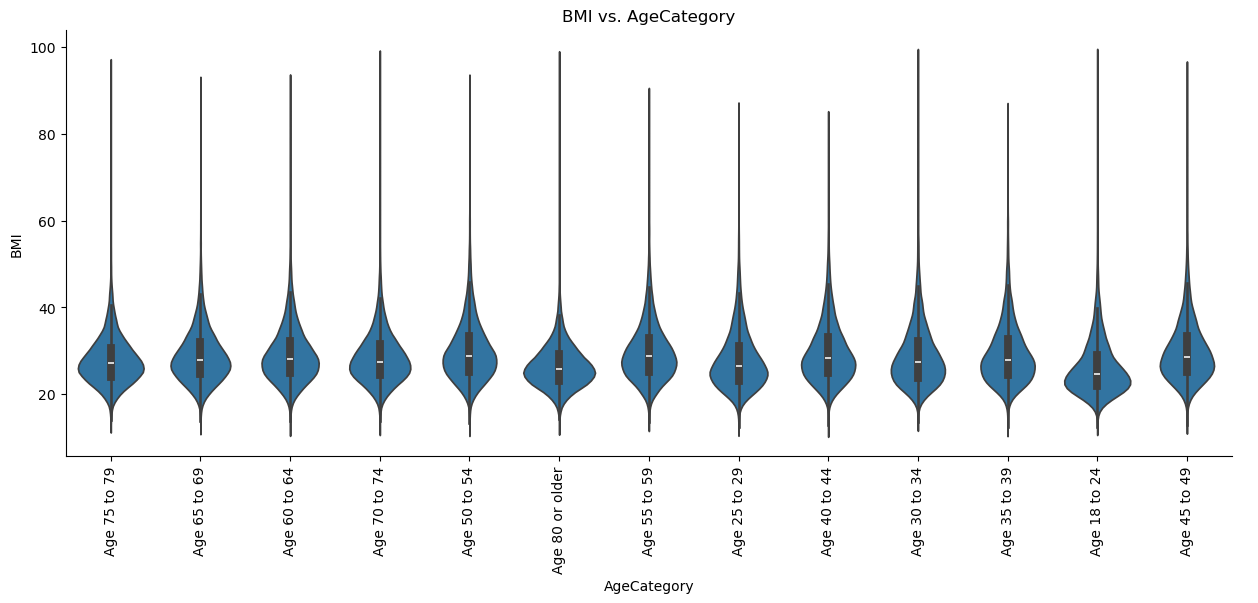 BMI vs. AgeCategory
100
80
60
40
20
BMI
Age 75 to 79
Age 65 to 69
Age 60 to 64
Age 70 to 74
Age 50 to 54
Age 80 or older
Age 55 to 59
Age 25 to 29
Age 40 to 44
Age 30 to 34
Age 35 to 39
Age 18 to 24
Age 45 to 49
AgeCategory